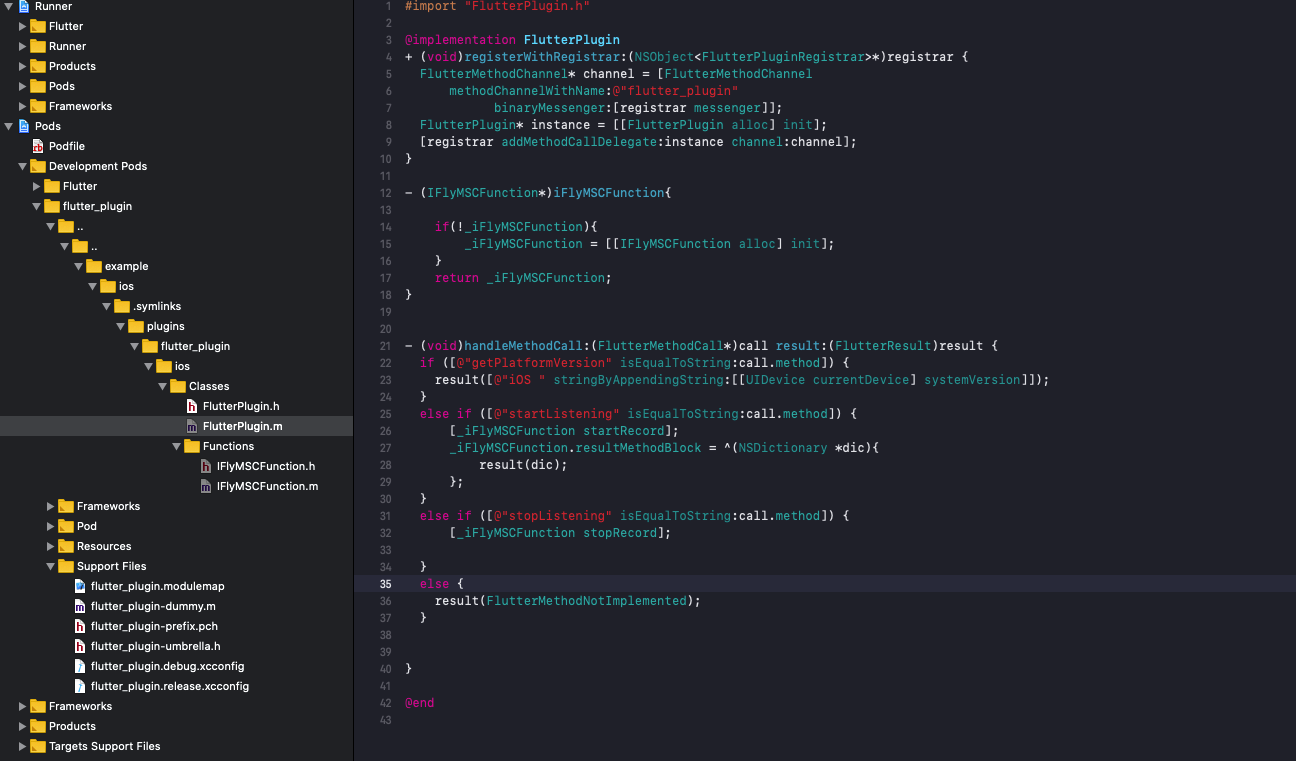 Runner
Flutter
Runner
Products
Pods
Frameworks
Pods
Podfile
Development Pods
Flutter
flutter_plugin
..
..
example
ios
.symlinks
plugins
flutter_plugin
ios
Classes
FlutterPlugin.h
FlutterPlugin.m
Functions
IFlyMSCFunction.h
IFlyMSCFunction.m
Frameworks
Pod
Resources
Support Files
flutter_plugin.modulemap
flutter_plugin-dummy.m
flutter_plugin-prefix.pch
flutter_plugin-umbrella.h
flutter_plugin.debug.xcconfig
flutter_plugin.release.xcconfig
Frameworks
Products
Targets Support Files
1 #import "FlutterPlugin.h"
2
3 @implementation FlutterPlugin
4 + (void)registerWithRegistrar:(NSObject<FlutterPluginRegistrar>*)registrar {
5   FlutterMethodChannel* channel = [FlutterMethodChannel
6       methodChannelWithName:@"flutter_plugin"
7             binaryMessenger:[registrar messenger]];
8   FlutterPlugin* instance = [[FlutterPlugin alloc] init];
9   [registrar addMethodCallDelegate:instance channel:channel];
10 }
11
12 - (IFlyMSCFunction*)iFlyMSCFunction{
13
14     if(!_iFlyMSCFunction){
15         _iFlyMSCFunction = [[IFlyMSCFunction alloc] init];
16     }
17     return _iFlyMSCFunction;
18 }
19
20
21 - (void)handleMethodCall:(FlutterMethodCall*)call result:(FlutterResult)result {
22   if ([@"getPlatformVersion" isEqualToString:call.method]) {
23     result([@"iOS " stringByAppendingString:[[UIDevice currentDevice] systemVersion]]);
24   }
25   else if ([@"startListening" isEqualToString:call.method]) {
26       [_iFlyMSCFunction startRecord];
27       _iFlyMSCFunction.resultMethodBlock = ^(NSDictionary *dic){
28           result(dic);
29       };
30   }
31   else if ([@"stopListening" isEqualToString:call.method]) {
32       [_iFlyMSCFunction stopRecord];
33
34   }
35   else {
36     result(FlutterMethodNotImplemented);
37   }
38
39
40 }
41
42 @end
43